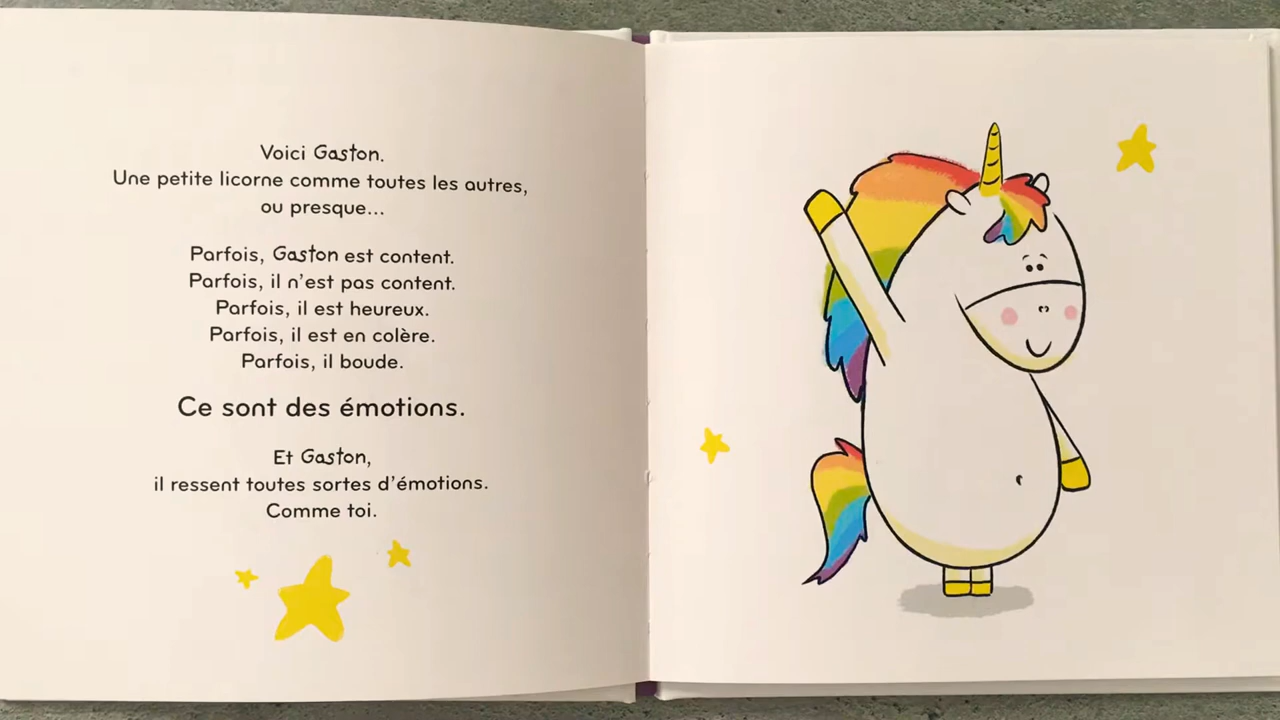 Voici Gaston.
Une petite licorne comme toutes les autres,
ou presque...
Parfois, Gaston est content.
Parfois, il n'est pas content.
Parfois, il est heureux.
Parfois, il est en colère.
Parfois, il boude.
Ce sont des émotions.
Et Gaston,
il ressent toutes sortes d'émotions.
Comme toi.